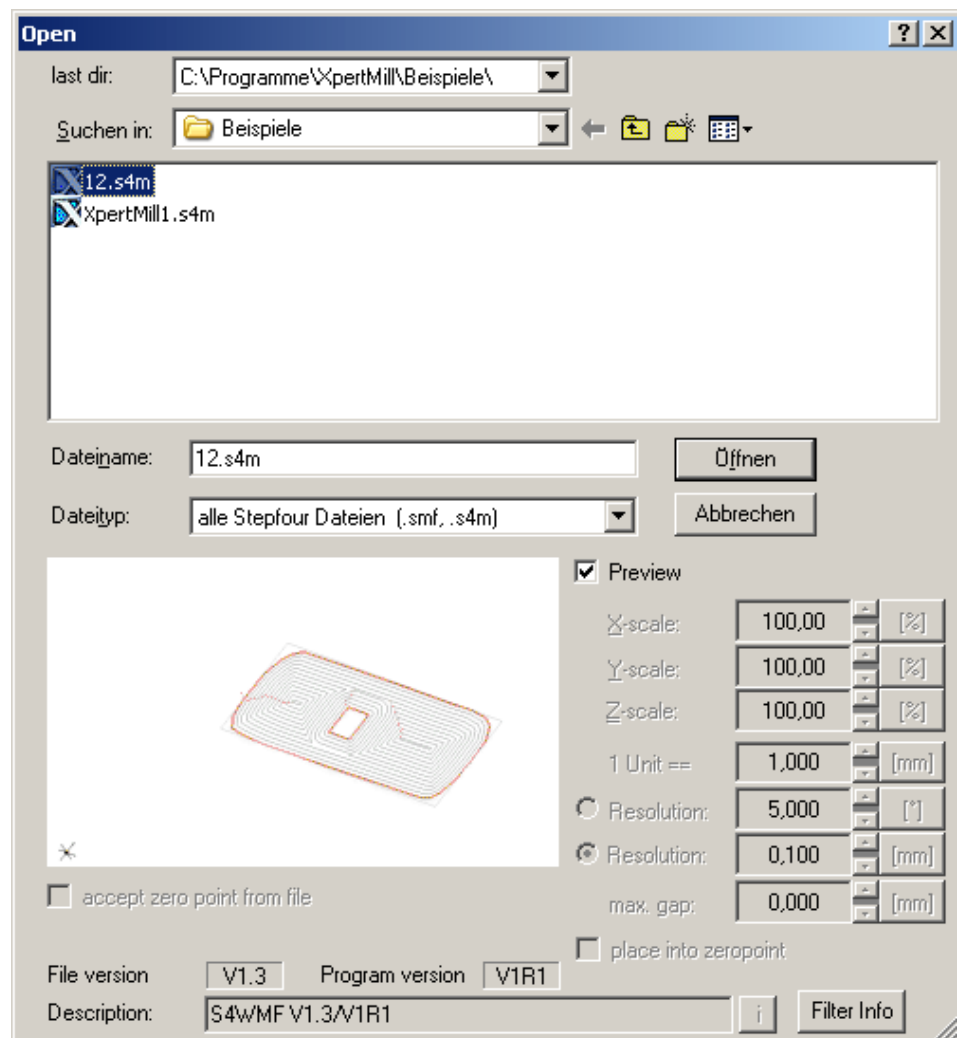 Open
last dir: C:\Programme\XpertMill\Beispiele\
Suchen in: Beispiele
12.s4m
XpertMill1.s4m
Dateiname: 12.s4m Öffnen
Dateityp: alle Stepfour Dateien (.smf, .s4m) Abbrechen
Preview
X-scale: 100,00 [%]
Y-scale: 100,00 [%]
Z-scale: 100,00 [%]
1 Unit == 1,000 [mm]
Resolution: 5,000 [°]
Resolution: 0,100 [mm]
accept zero point from file
max. gap: 0,000 [mm]
place into zeropoint
File version V1.3 Program version V1R1
Description: S4WMF V1.3/V1R1 i Filter Info